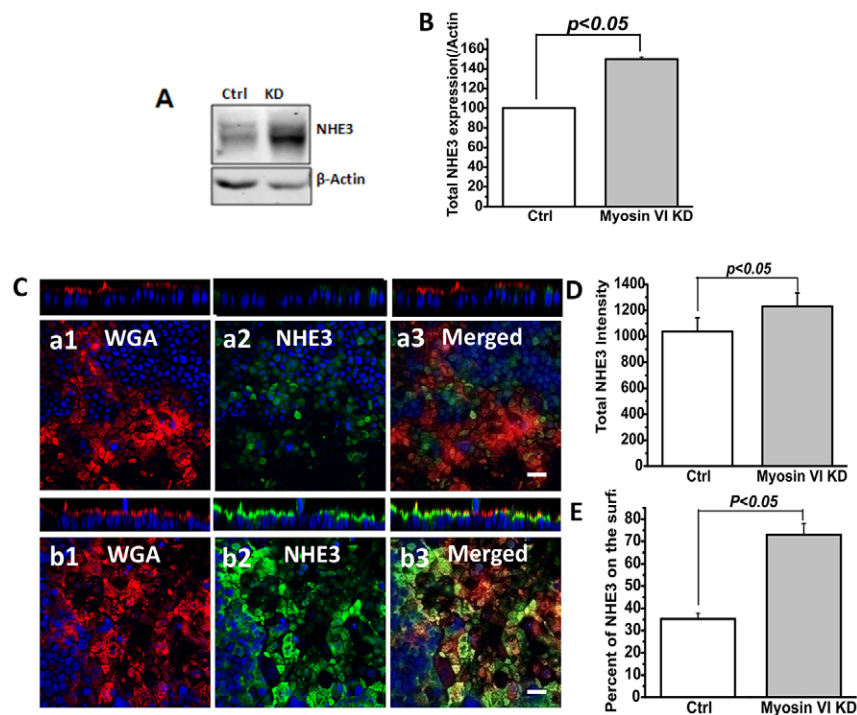 A
Ctrl KD
NHE3
β-Actin
B
p<0.05
Total NHE3 expression(/Actin
160
140
120
100
80
60
40
20
0
Ctrl Myosin VI KD
C
a1 WGA
a2 NHE3
a3 Merged
b1 WGA
b2 NHE3
b3 Merged
D
p<0.05
Total NHE3 Intensity
1400
1200
1000
800
600
400
200
0
Ctrl Myosin VI KD
E
P<0.05
Percent of NHE3 on the surf
80
70
60
50
40
30
20
10
0
Ctrl Myosin VI KD